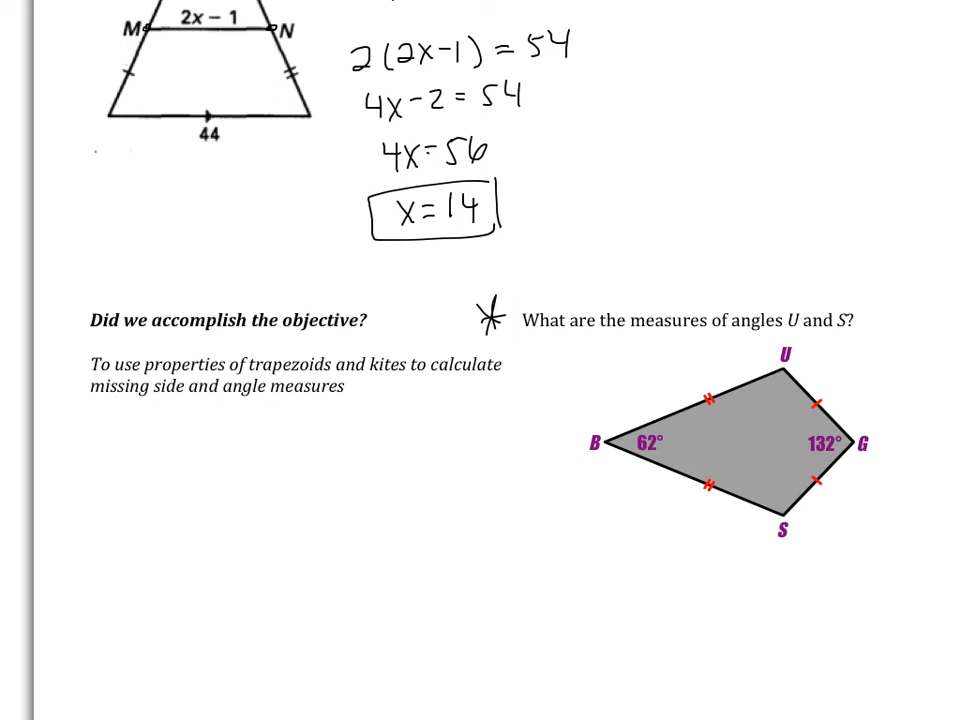 2x – 1
M
N
44
2(2x-1) = 54
4x-2 = 54
4x=56
x=14
Did we accomplish the objective?
To use properties of trapezoids and kites to calculate
missing side and angle measures
* What are the measures of angles U and S?
U
B
62°
132°
G
S